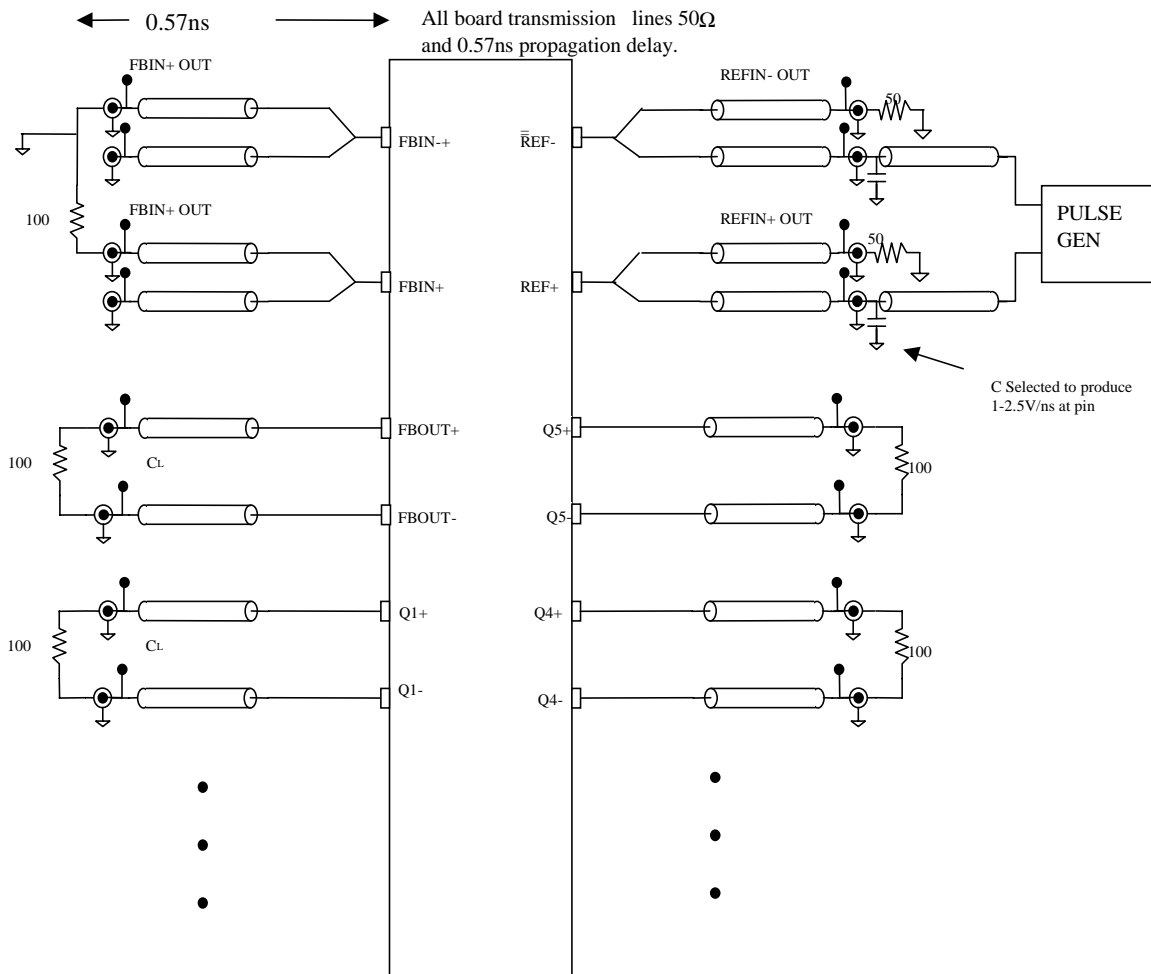 0.57ns
All board transmission lines 50Ω
and 0.57ns propagation delay.
FBIN+ OUT
REFIN- OUT
50
FBIN-+
REF-
100
FBIN+ OUT
REFIN+ OUT
50
PULSE
GEN
FBIN+
REF+
C Selected to produce
1-2.5V/ns at pin
FBOUT+
Q5+
100
CL
100
FBOUT-
Q5-
Q1+
Q4+
100
CL
100
Q1-
Q4-